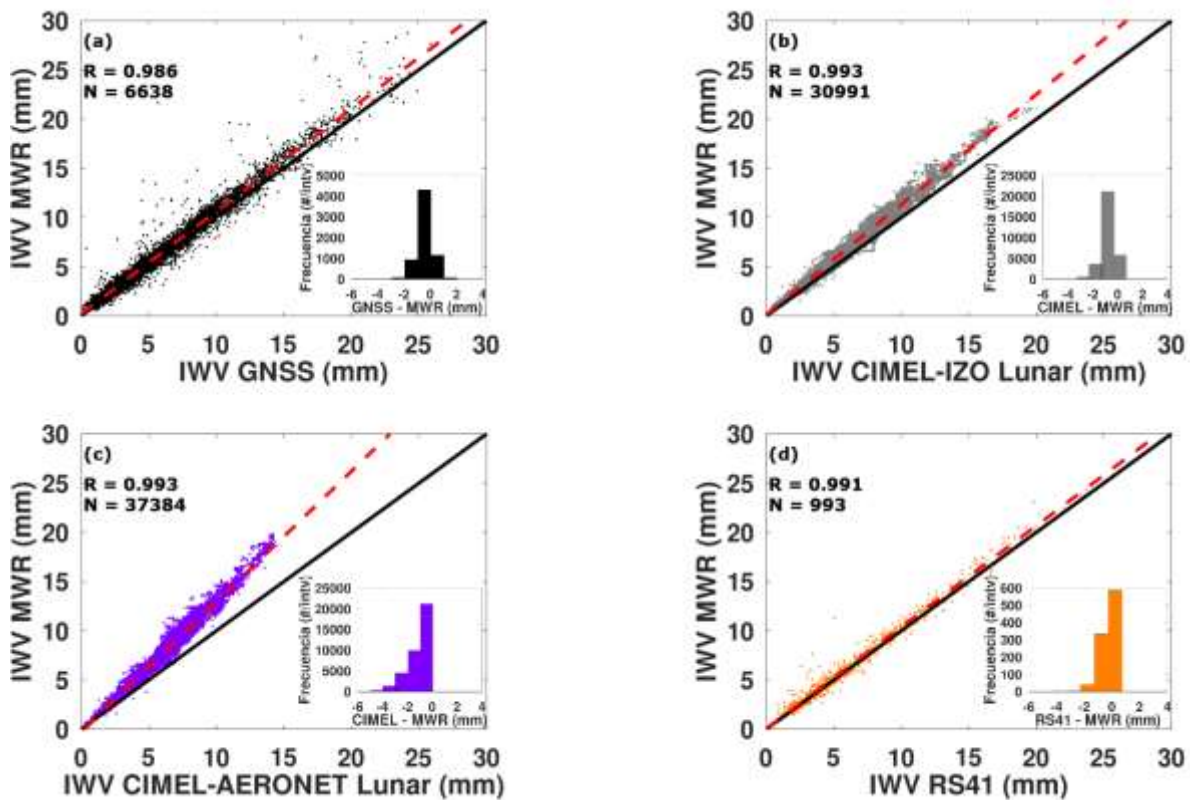 30
25
20
15
10
5
0
IWV MWR (mm)
(a)
R = 0.986
N = 6638
Frecuencia (#/intv)
5000
4000
3000
2000
1000
0
-6 -4 -2 0 2 4
GNSS - MWR (mm)
0 5 10 15 20 25 30
IWV GNSS (mm)
30
25
20
15
10
5
0
IWV MWR (mm)
(b)
R = 0.993
N = 30991
Frecuencia (#/intv)
25000
20000
15000
10000
5000
0
-6 -4 -2 0 2 4
CIMEL - MWR (mm)
0 5 10 15 20 25 30
IWV CIMEL-IZO Lunar (mm)
30
25
20
15
10
5
0
IWV MWR (mm)
(c)
R = 0.993
N = 37384
Frecuencia (#/intv)
25000
20000
15000
10000
5000
0
-6 -4 -2 0 2 4
CIMEL - MWR (mm)
0 5 10 15 20 25 30
IWV CIMEL-AERONET Lunar (mm)
30
25
20
15
10
5
0
IWV MWR (mm)
(d)
R = 0.991
N = 993
Frecuencia (#/intv)
600
500
400
300
200
100
0
-6 -4 -2 0 2 4
RS41 - MWR (mm)
0 5 10 15 20 25 30
IWV RS41 (mm)